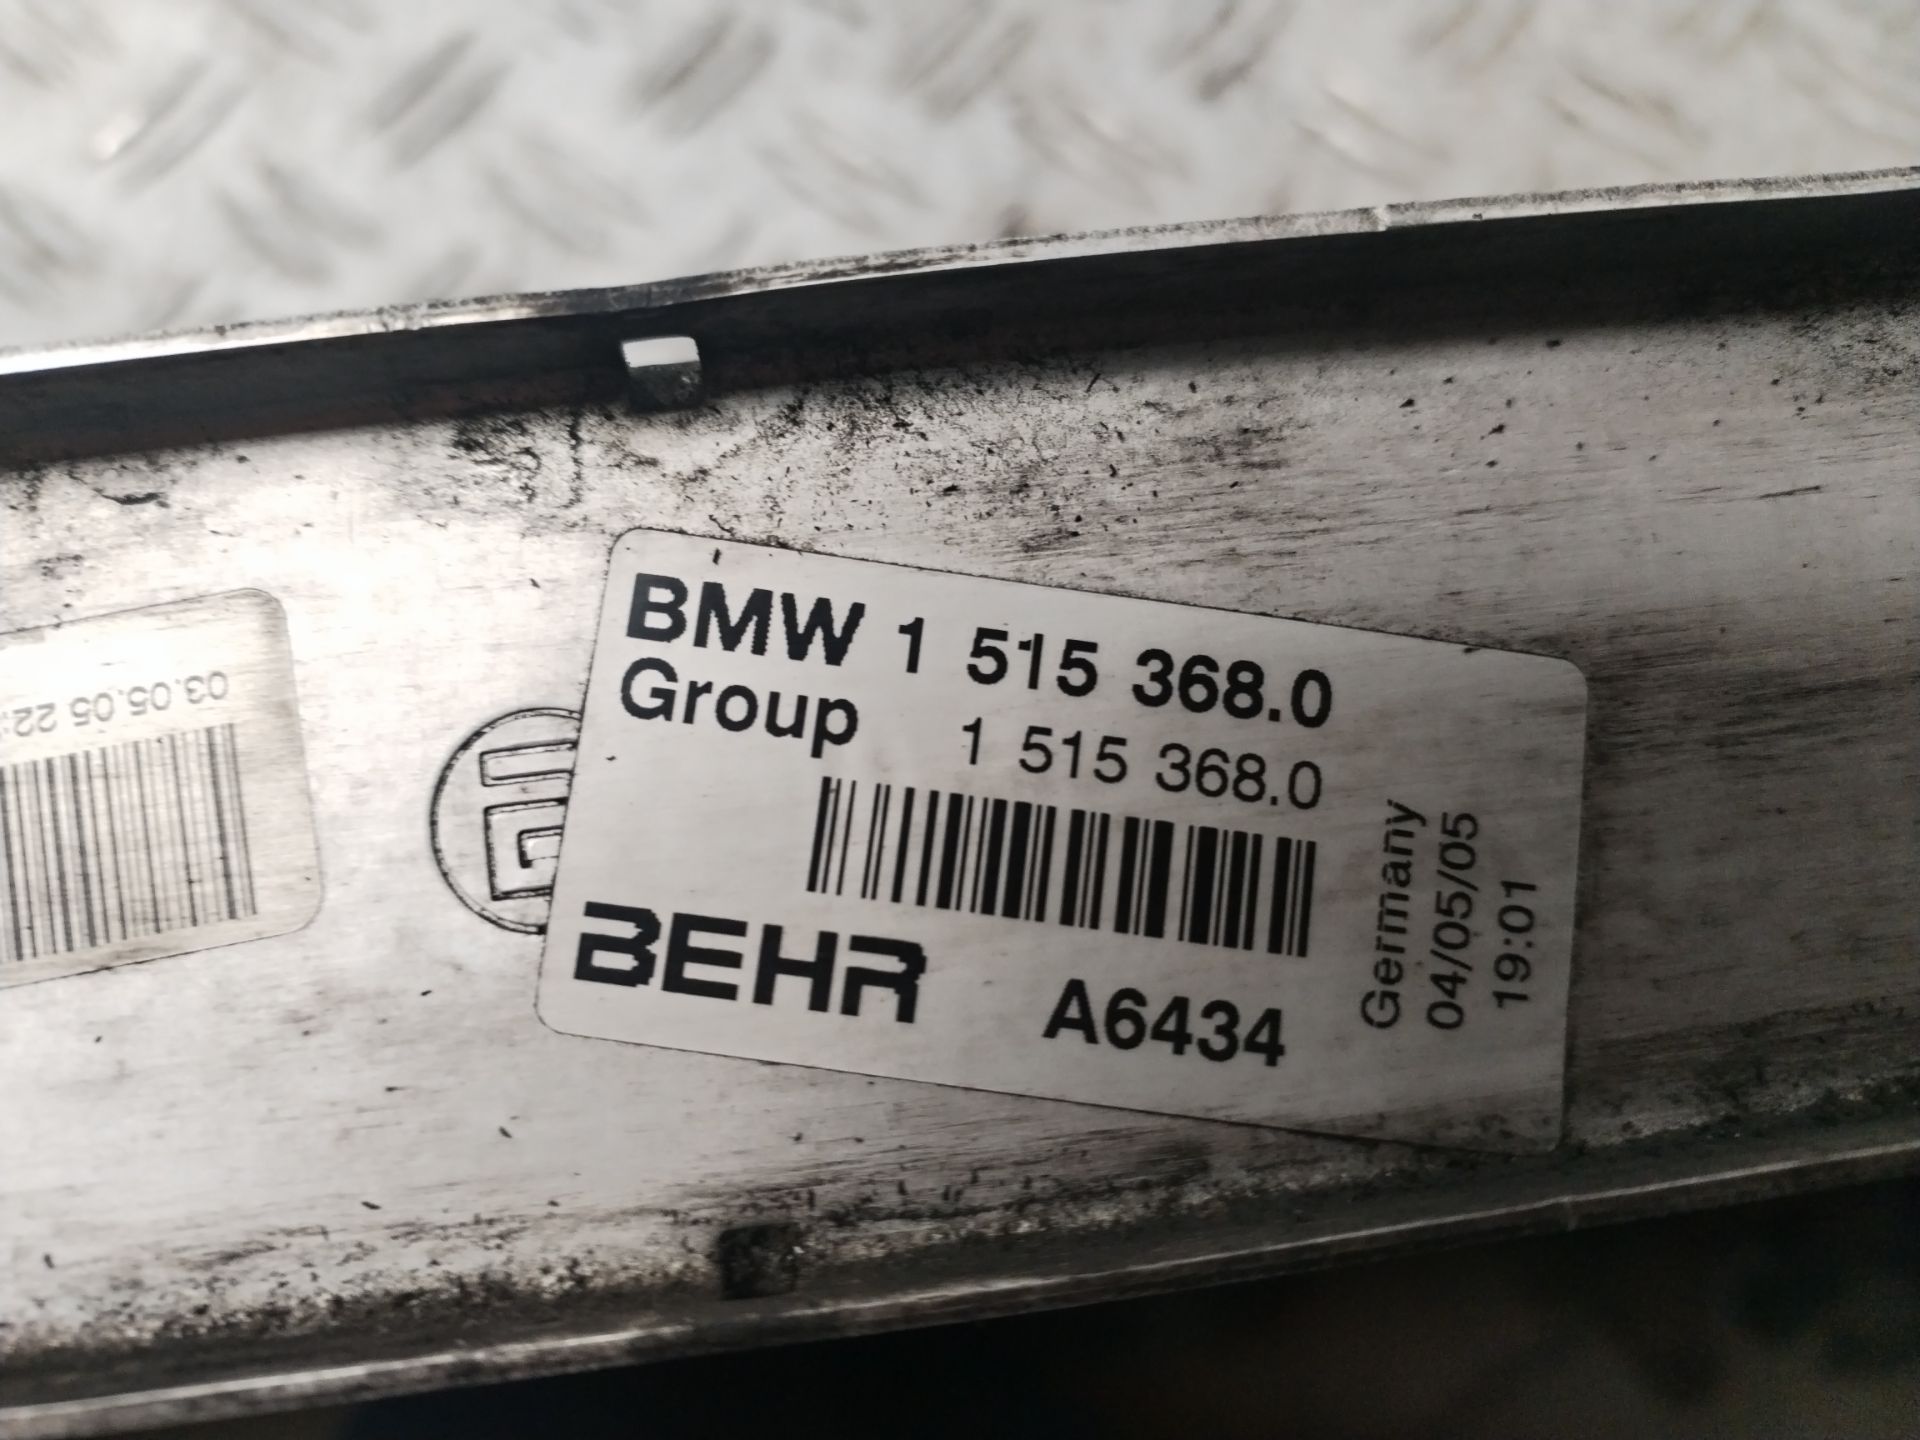 BMW 1 515 368.0
Group 1 515 368.0
BEHR A6434
Germany
04/05/05
19:01
03.05.05 22: